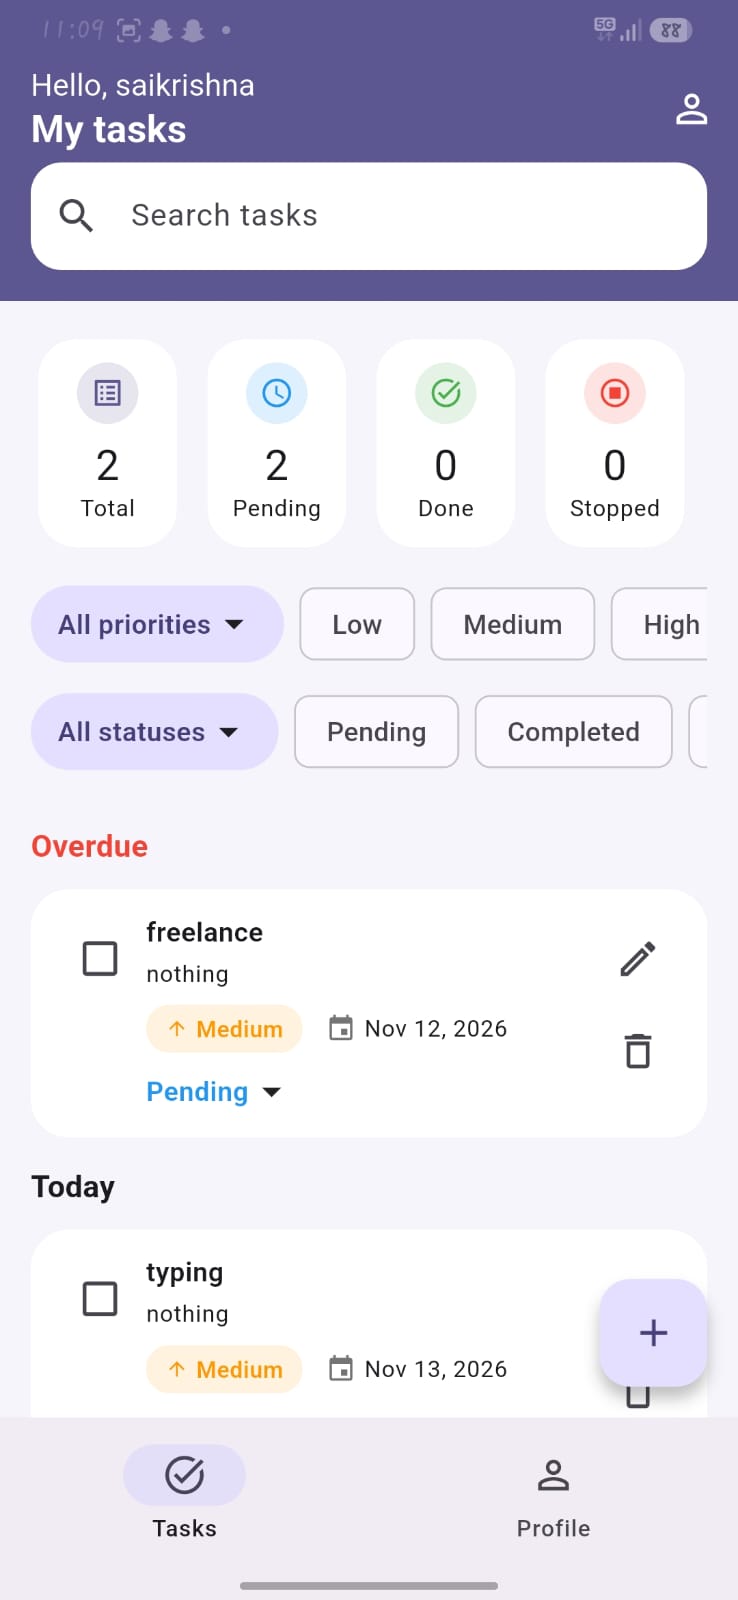 11:09
5G
88
Hello, saikrishna
My tasks
Search tasks
2
Total
2
Pending
0
Done
0
Stopped
All priorities
Low
Medium
High
All statuses
Pending
Completed
Overdue
freelance
nothing
Medium
Nov 12, 2026
Pending
Today
typing
nothing
Medium
Nov 13, 2026
Tasks
Profile